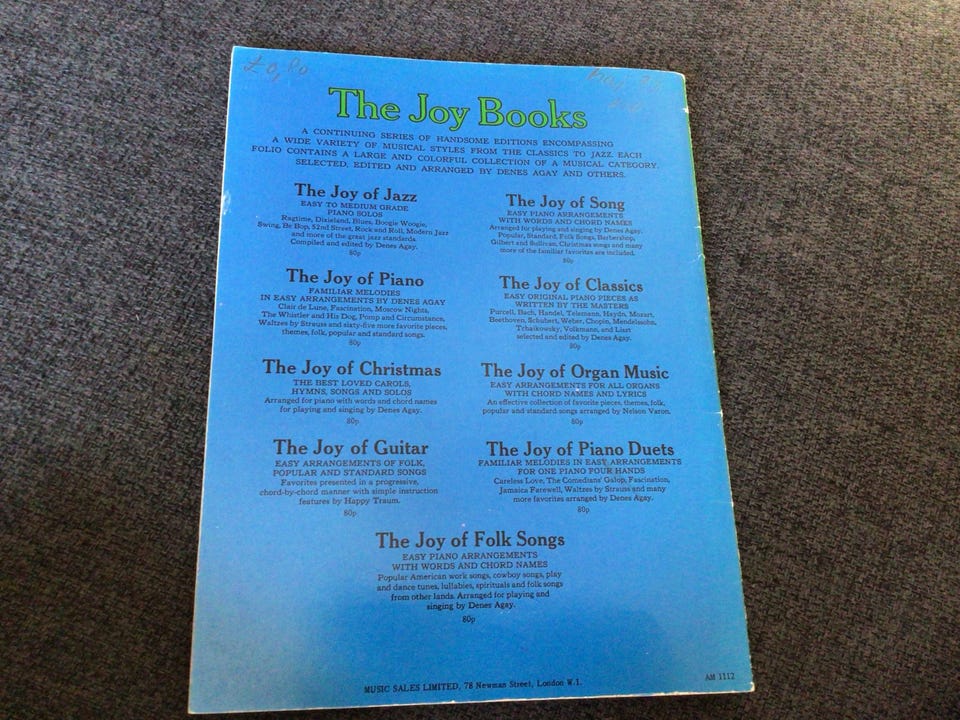 £0,80
The Joy Books
A CONTINUING SERIES OF HANDSOME EDITIONS ENCOMPASSING
A WIDE VARIETY OF MUSICAL STYLES FROM THE CLASSICS TO JAZZ. EACH
FOLIO CONTAINS A LARGE AND COLORFUL COLLECTION OF A MUSICAL CATEGORY.
SELECTED, EDITED AND ARRANGED BY DENES AGAY AND OTHERS.
The Joy of Jazz
EASY TO MEDIUM GRADE
PIANO SOLOS
Ragtime, Dixieland, Blues, Boogie Woogie,
Swing, Be Bop, 52nd Street, Rock and Roll, Modern Jazz
and more of the great jazz standards.
Compiled and edited by Denes Agay.
80p
The Joy of Song
EASY PIANO ARRANGEMENTS
WITH WORDS AND CHORD NAMES
Arranged for playing and singing by Denes Agay.
Popular, Standard, Folk Songs, Barbershop,
Gilbert and Sullivan, Christmas songs and many
more of the familiar favorites are included.
80p
The Joy of Piano
FAMILIAR MELODIES
IN EASY ARRANGEMENTS BY DENES AGAY
Clair de Lune, Fascination, Moscow Nights,
The Whistler and His Dog, Pomp and Circumstance,
Waltzes by Strauss and sixty-five more favorite pieces,
themes, folk, popular and standard songs.
80p
The Joy of Classics
EASY ORIGINAL PIANO PIECES AS
WRITTEN BY THE MASTERS
Purcell, Bach, Handel, Telemann, Haydn, Mozart,
Beethoven, Schubert, Weber, Chopin, Mendelssohn,
Tchaikowsky, Volkmann, and Liszt
selected and edited by Denes Agay.
80p
The Joy of Christmas
THE BEST LOVED CAROLS,
HYMNS, SONGS AND SOLOS
Arranged for piano with words and chord names
for playing and singing by Denes Agay.
80p
The Joy of Organ Music
EASY ARRANGEMENTS FOR ALL ORGANS
WITH CHORD NAMES AND LYRICS
An effective collection of favorite pieces, themes, folk,
popular and standard songs arranged by Nelson Varon.
80p
The Joy of Guitar
EASY ARRANGEMENTS OF FOLK,
POPULAR AND STANDARD SONGS
Favorites presented in a progressive,
chord-by-chord manner with simple instruction
features by Happy Traum.
80p
The Joy of Piano Duets
FAMILIAR MELODIES IN EASY ARRANGEMENTS
FOR ONE PIANO FOUR HANDS
Careless Love, The Comedians' Galop, Fascination,
Jamaica Farewell, Waltzes by Strauss and many
more favorites arranged by Denes Agay.
80p
The Joy of Folk Songs
EASY PIANO ARRANGEMENTS
WITH WORDS AND CHORD NAMES
Popular American work songs, cowboy songs, play
and dance tunes, lullabies, spirituals and folk songs
from other lands. Arranged for playing and
singing by Denes Agay.
80p
MUSIC SALES LIMITED, 78 Newman Street, London W.1.
AM 1112